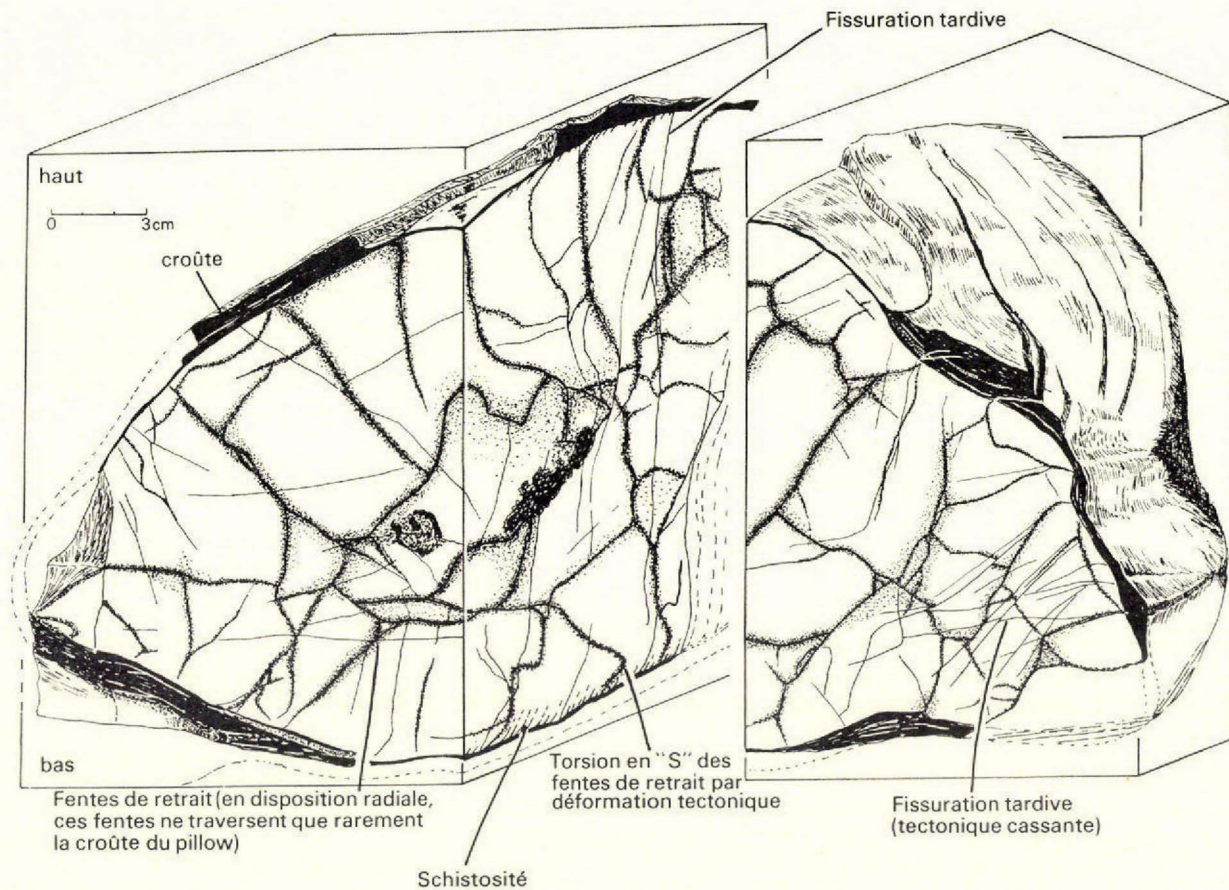 Fissuration tardive
haut
0 3cm
croûte
bas
Fentes de retrait (en disposition radiale,
ces fentes ne traversent que rarement
la croûte du pillow)
Torsion en "S" des
fentes de retrait par
déformation tectonique
Fissuration tardive
(tectonique cassante)
Schistosité